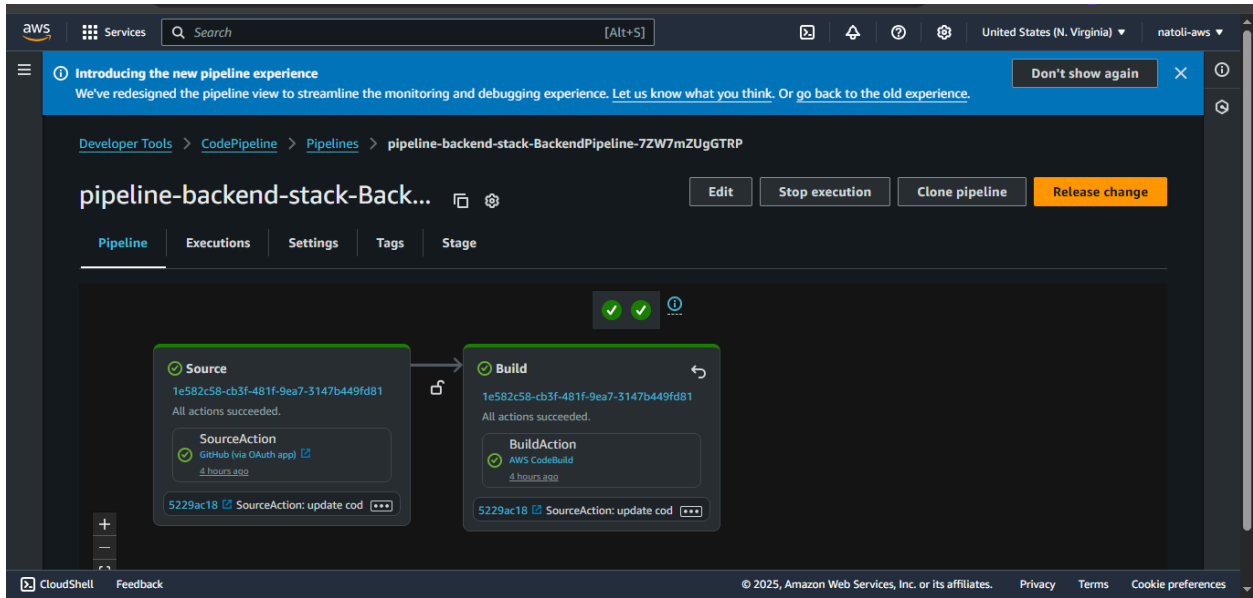 aws Services Search [Alt+S] United States (N. Virginia) ▼ natoli-aws ▼
Introducing the new pipeline experience
We've redesigned the pipeline view to streamline the monitoring and debugging experience. Let us know what you think. Or go back to the old experience.
Don't show again
Developer Tools > CodePipeline > Pipelines > pipeline-backend-stack-BackendPipeline-7ZW7mZUgGTRP
pipeline-backend-stack-Back...
Edit Stop execution Clone pipeline Release change
Pipeline Executions Settings Tags Stage
Source
1e582c58-cb3f-481f-9ea7-3147b449fd81
All actions succeeded.
SourceAction
GitHub (via OAuth app)
4 hours ago
5229ac18 SourceAction: update cod
Build
1e582c58-cb3f-481f-9ea7-3147b449fd81
All actions succeeded.
BuildAction
AWS CodeBuild
4 hours ago
5229ac18 SourceAction: update cod
CloudShell Feedback © 2025, Amazon Web Services, Inc. or its affiliates. Privacy Terms Cookie preferences